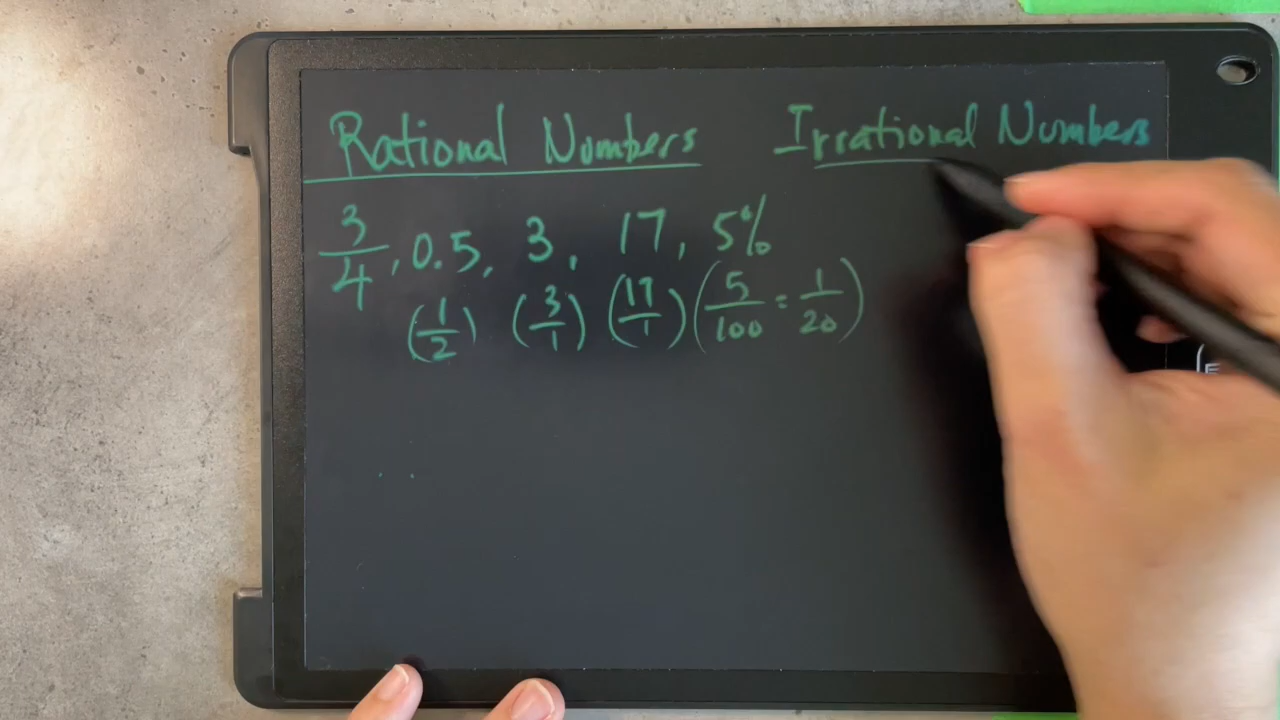 Rational Numbers Irrational Numbers
3/4, 0.5, 3, 17, 5%
(1/2) (3/1) (17/1) (5/100 = 1/20)